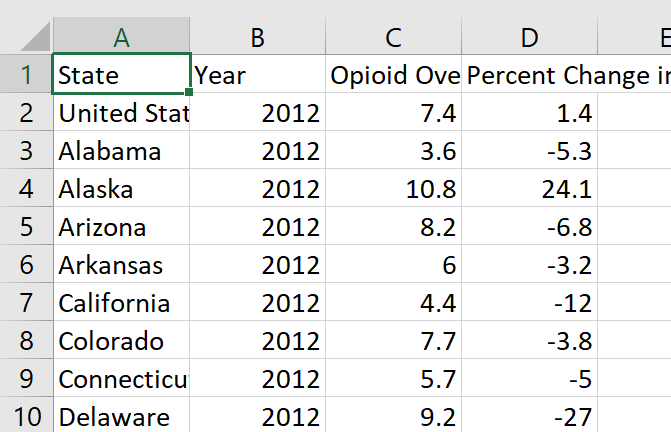 A B C D E
1 State Year Opioid Ove Percent Change in
2 United Stat 2012 7.4 1.4
3 Alabama 2012 3.6 -5.3
4 Alaska 2012 10.8 24.1
5 Arizona 2012 8.2 -6.8
6 Arkansas 2012 6 -3.2
7 California 2012 4.4 -12
8 Colorado 2012 7.7 -3.8
9 Connecticu 2012 5.7 -5
10 Delaware 2012 9.2 -27